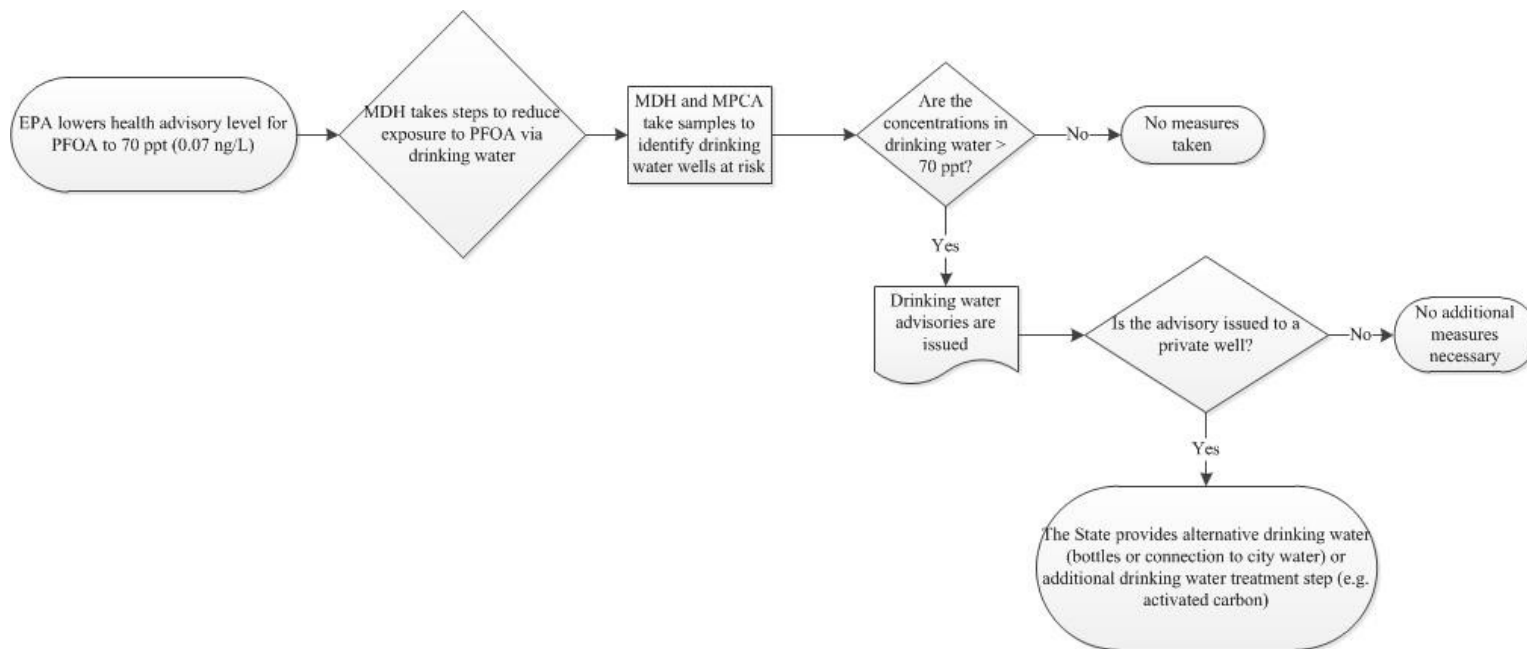 EPA lowers health advisory level for
PFOA to 70 ppt (0.07 ng/L)
MDH takes steps to reduce
exposure to PFOA via
drinking water
MDH and MPCA
take samples to
identify drinking
water wells at risk
Are the
concentrations in
drinking water >
70 ppt?
No
No measures
taken
Yes
Drinking water
advisories are
issued
Is the advisory issued to a
private well?
No
No additional
measures
necessary
Yes
The State provides alternative drinking water
(bottles or connection to city water) or
additional drinking water treatment step (e.g.
activated carbon)